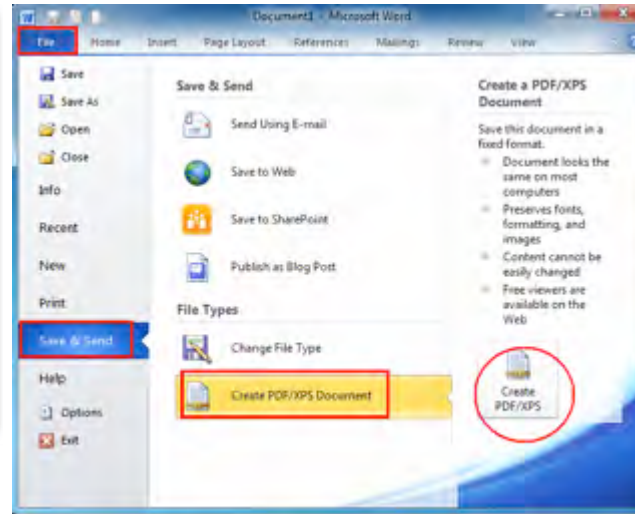 Document1 - Microsoft Word
File Home Insert Page Layout References Mailings Review View
Save
Save As
Open
Close
Info
Recent
New
Print
Save & Send
Help
Options
Exit
Save & Send
Send Using E-mail
Save to Web
Save to SharePoint
Publish as Blog Post
File Types
Change File Type
Create PDF/XPS Document
Create a PDF/XPS
Document
Save this document in a
fixed format.
Document looks the
same on most
computers
Preserves fonts,
formatting, and
images
Content cannot be
easily changed
Free viewers are
available on the
Web
Create
PDF/XPS